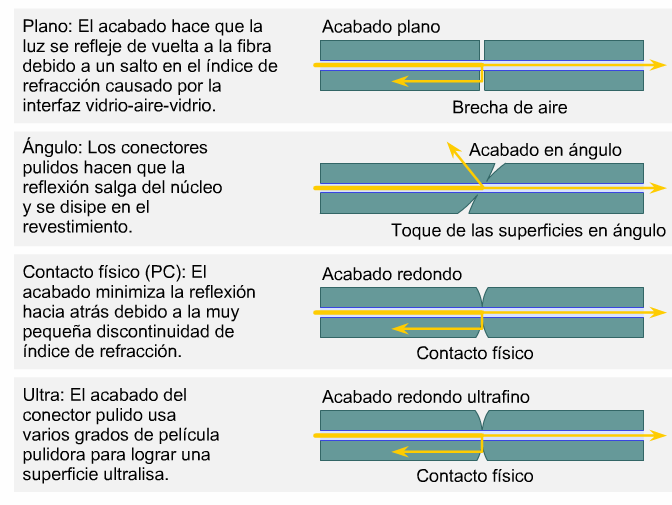 Plano: El acabado hace que la
luz se refleje de vuelta a la fibra
debido a un salto en el índice de
refracción causado por la
interfaz vidrio-aire-vidrio.
Acabado plano
Brecha de aire
Ángulo: Los conectores
pulidos hacen que la
reflexión salga del núcleo
y se disipe en el
revestimiento.
Acabado en ángulo
Toque de las superficies en ángulo
Contacto físico (PC): El
acabado minimiza la reflexión
hacia atrás debido a la muy
pequeña discontinuidad de
índice de refracción.
Acabado redondo
Contacto físico
Ultra: El acabado del
conector pulido usa
varios grados de película
pulidora para lograr una
superficie ultralisa.
Acabado redondo ultrafino
Contacto físico